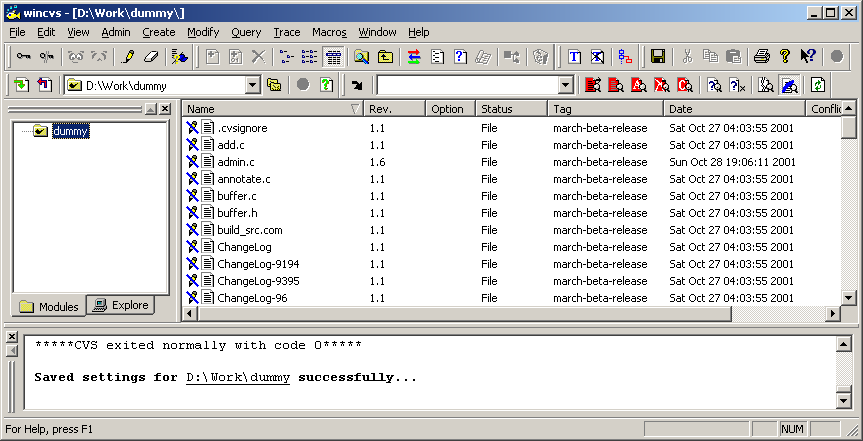 wincvs - [D:\Work\dummy\]
File Edit View Admin Create Modify Query Trace Macros Window Help
D:\Work\dummy
Name Rev. Option Status Tag Date Conflic
dummy
.cvsignore 1.1 File march-beta-release Sat Oct 27 04:03:55 2001
add.c 1.1 File march-beta-release Sat Oct 27 04:03:55 2001
admin.c 1.6 File march-beta-release Sun Oct 28 19:06:11 2001
annotate.c 1.1 File march-beta-release Sat Oct 27 04:03:55 2001
buffer.c 1.1 File march-beta-release Sat Oct 27 04:03:55 2001
buffer.h 1.1 File march-beta-release Sat Oct 27 04:03:55 2001
build_src.com 1.1 File march-beta-release Sat Oct 27 04:03:55 2001
ChangeLog 1.1 File march-beta-release Sat Oct 27 04:03:55 2001
ChangeLog-9194 1.1 File march-beta-release Sat Oct 27 04:03:55 2001
ChangeLog-9395 1.1 File march-beta-release Sat Oct 27 04:03:55 2001
ChangeLog-96 1.1 File march-beta-release Sat Oct 27 04:03:55 2001
Modules Explore
*****CVS exited normally with code 0*****
Saved settings for D:\Work\dummy successfully...
For Help, press F1 NUM